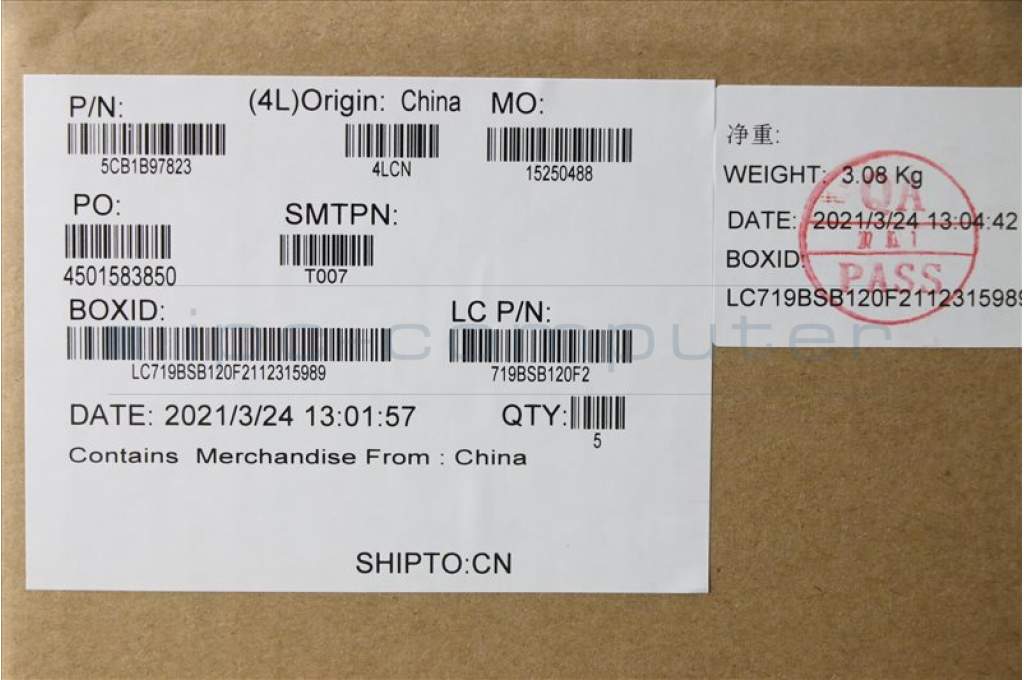 P/N:
5CB1B97823
(4L)Origin: China
4LCN
MO:
15250488
PO:
4501583850
SMTPN:
T007
BOXID:
LC719BSB120F2112315989
LC P/N:
719BSB120F2
DATE: 2021/3/24 13:01:57
QTY:
5
Contains Merchandise From : China
SHIPTO:CN
净重:
WEIGHT: 3.08 Kg
DATE: 2021/3/24 13:04:42
BOXID:
LC719BSB120F2112315989
QA
PASS
ipc-computer